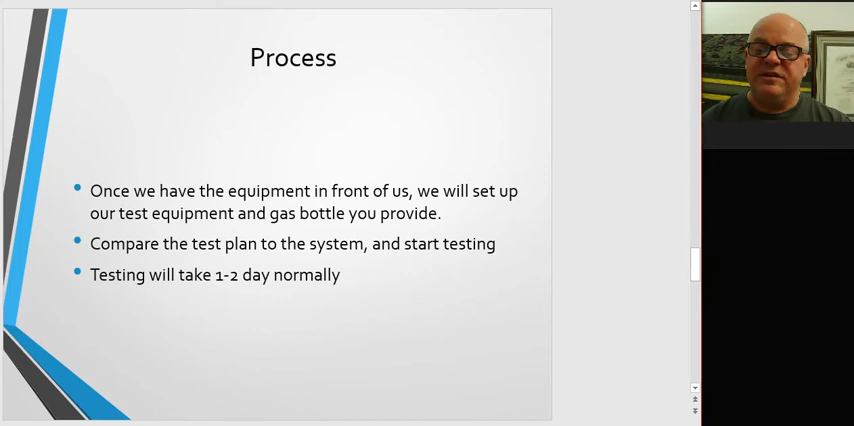 Process
Once we have the equipment in front of us, we will set up
our test equipment and gas bottle you provide.
Compare the test plan to the system, and start testing
Testing will take 1-2 day normally